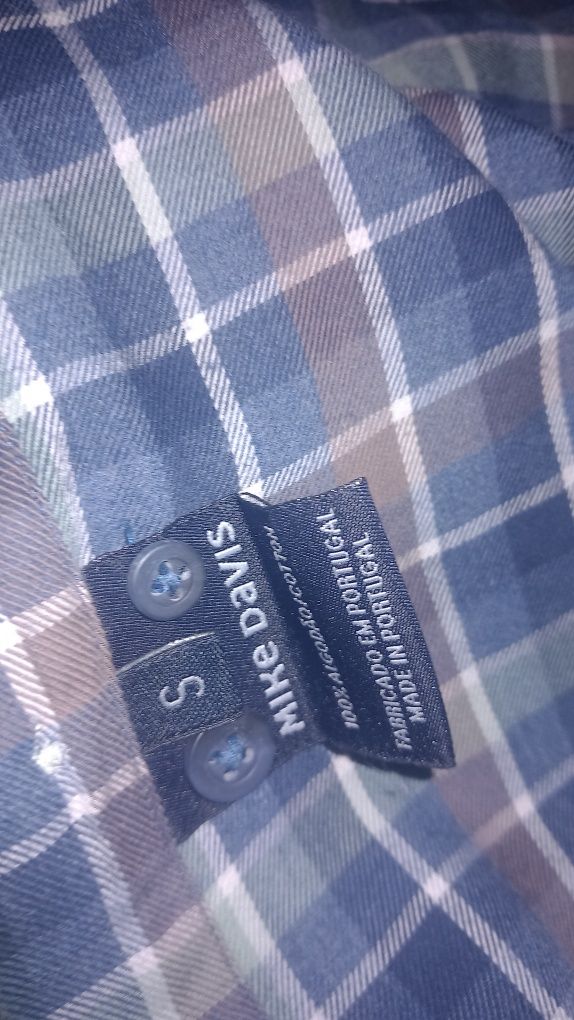 S
MIKE DAVIS
100% ALGODÃO/COTTON
FABRICADO EM PORTUGAL
MADE IN PORTUGAL